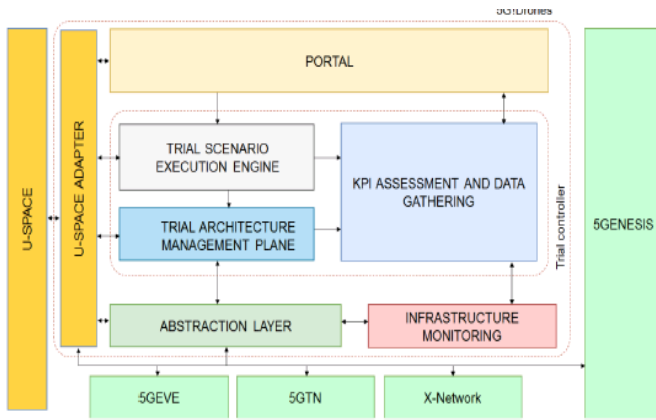 5G!Drones
PORTAL
U-SPACE
U-SPACE ADAPTER
TRIAL SCENARIO
EXECUTION ENGINE
KPI ASSESSMENT AND DATA
GATHERING
TRIAL ARCHITECTURE
MANAGEMENT PLANE
Trial controller
5GENESIS
ABSTRACTION LAYER
INFRASTRUCTURE
MONITORING
5GEVE
5GTN
X-Network